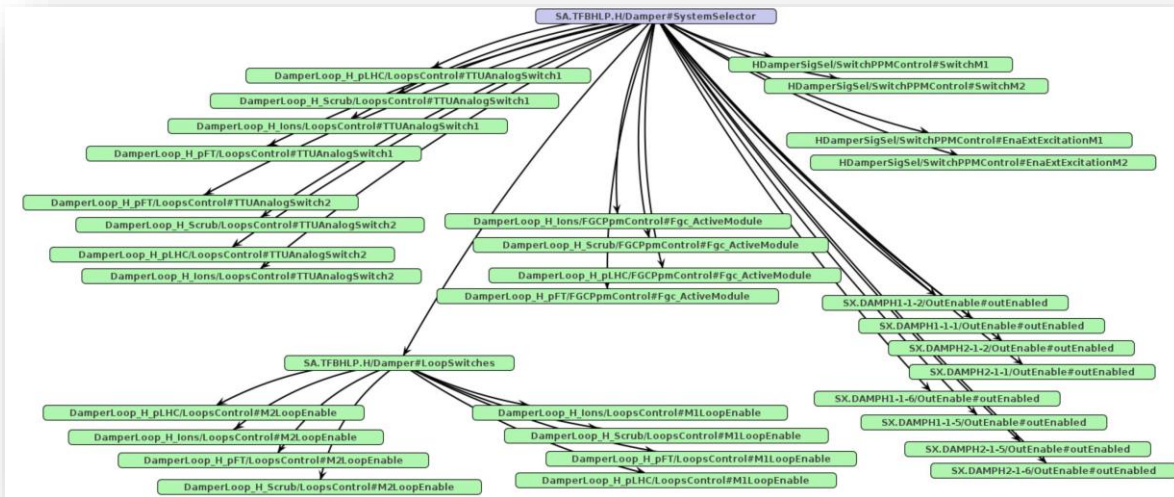 SA.TFBHLP.H/Damper#SystemSelector
HDamperSigSel/SwitchPPMControl#SwitchM1
DamperLoop_H_pLHC/LoopsControl#TTUAnalogSwitch1
HDamperSigSel/SwitchPPMControl#SwitchM2
DamperLoop_H_Scrub/LoopsControl#TTUAnalogSwitch1
DamperLoop_H_Ions/LoopsControl#TTUAnalogSwitch1
HDamperSigSel/SwitchPPMControl#EnaExtExcitationM1
DamperLoop_H_pFT/LoopsControl#TTUAnalogSwitch1
HDamperSigSel/SwitchPPMControl#EnaExtExcitationM2
DamperLoop_H_pFT/LoopsControl#TTUAnalogSwitch2
DamperLoop_H_Scrub/LoopsControl#TTUAnalogSwitch2
DamperLoop_H_Ions/FGCPpmControl#Fgc_ActiveModule
DamperLoop_H_Scrub/FGCPpmControl#Fgc_ActiveModule
DamperLoop_H_pLHC/LoopsControl#TTUAnalogSwitch2
DamperLoop_H_Ions/LoopsControl#TTUAnalogSwitch2
DamperLoop_H_pLHC/FGCPpmControl#Fgc_ActiveModule
DamperLoop_H_pFT/FGCPpmControl#Fgc_ActiveModule
SX.DAMPH1-1-2/OutEnable#outEnabled
SX.DAMPH1-1-1/OutEnable#outEnabled
SX.DAMPH2-1-2/OutEnable#outEnabled
SA.TFBHLP.H/Damper#LoopSwitches
SX.DAMPH2-1-1/OutEnable#outEnabled
SX.DAMPH1-1-6/OutEnable#outEnabled
DamperLoop_H_pLHC/LoopsControl#M2LoopEnable
DamperLoop_H_Ions/LoopsControl#M1LoopEnable
SX.DAMPH1-1-5/OutEnable#outEnabled
DamperLoop_H_Ions/LoopsControl#M2LoopEnable
DamperLoop_H_Scrub/LoopsControl#M1LoopEnable
SX.DAMPH2-1-5/OutEnable#outEnabled
DamperLoop_H_pFT/LoopsControl#M2LoopEnable
DamperLoop_H_pFT/LoopsControl#M1LoopEnable
SX.DAMPH2-1-6/OutEnable#outEnabled
DamperLoop_H_Scrub/LoopsControl#M2LoopEnable
DamperLoop_H_pLHC/LoopsControl#M1LoopEnable